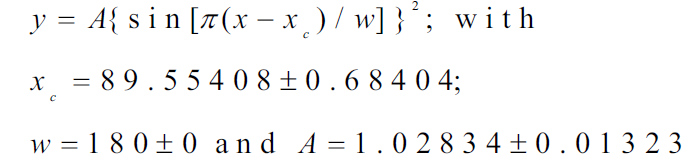 y = A{sin[π(x − x_c)/w]}²; with
x_c = 89.55408±0.68404;
w = 180±0 and A = 1.02834±0.01323